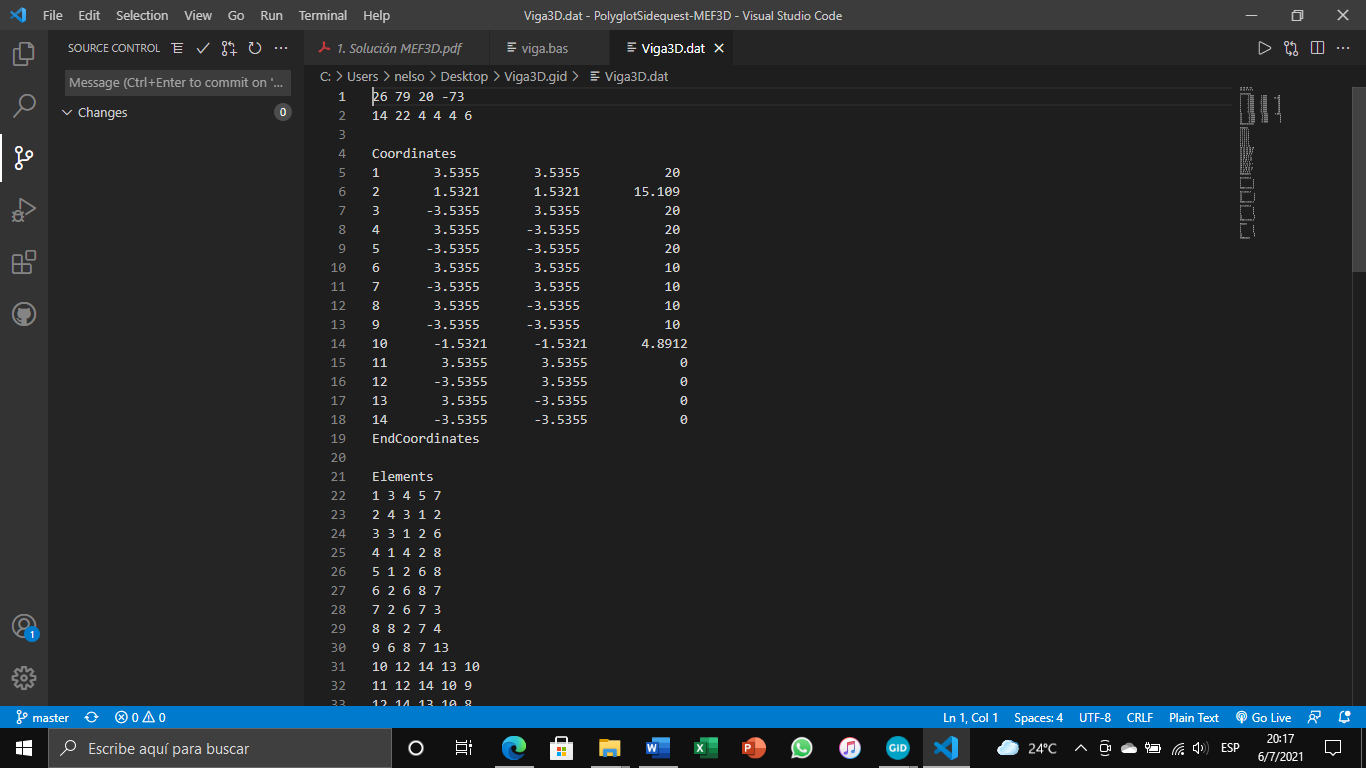 File Edit Selection View Go Run Terminal Help Viga3D.dat - PolyglotSidequest-MEF3D - Visual Studio Code
SOURCE CONTROL
Message (Ctrl+Enter to commit on '...
Changes 0
1. Solución MEF3D.pdf viga.bas Viga3D.dat
C: > Users > nelso > Desktop > Viga3D.gid > Viga3D.dat
1 26 79 20 -73
2 14 22 4 4 4 6
3
4 Coordinates
5 1 3.5355 3.5355 20
6 2 1.5321 1.5321 15.109
7 3 -3.5355 3.5355 20
8 4 3.5355 -3.5355 20
9 5 -3.5355 -3.5355 20
10 6 3.5355 3.5355 10
11 7 -3.5355 3.5355 10
12 8 3.5355 -3.5355 10
13 9 -3.5355 -3.5355 10
14 10 -1.5321 -1.5321 4.8912
15 11 3.5355 3.5355 0
16 12 -3.5355 3.5355 0
17 13 3.5355 -3.5355 0
18 14 -3.5355 -3.5355 0
19 EndCoordinates
20
21 Elements
22 1 3 4 5 7
23 2 4 3 1 2
24 3 3 1 2 6
25 4 1 4 2 8
26 5 1 2 6 8
27 6 2 6 8 7
28 7 2 6 7 3
29 8 8 2 7 4
30 9 6 8 7 13
31 10 12 14 13 10
32 11 12 14 10 9
33 12 14 13 10 8
1
master 0 0 Ln 1, Col 1 Spaces: 4 UTF-8 CRLF Plain Text Go Live
Escribe aquí para buscar GID 24°C ESP 20:17
6/7/2021